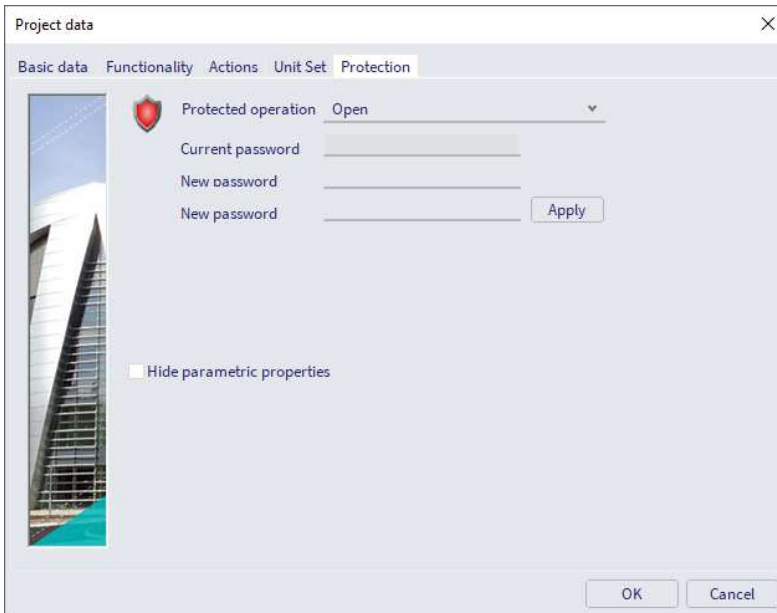 Project data
Basic data Functionality Actions Unit Set Protection
Protected operation Open
Current password
New password
New password Apply
Hide parametric properties
OK Cancel